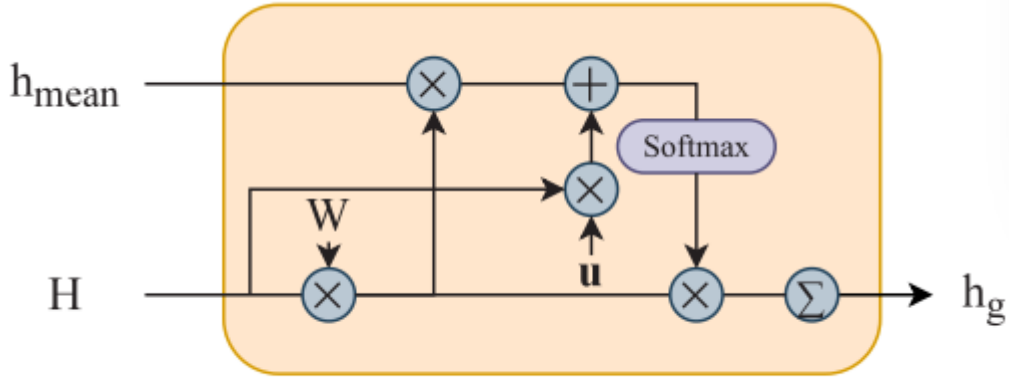 h_mean
×
+
Softmax
×
W
u
H
×
×
Σ
h_g